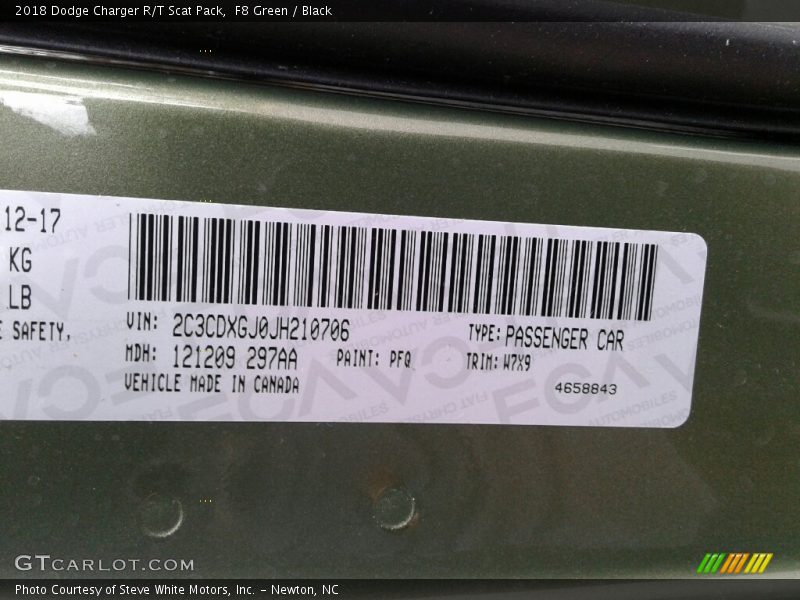 2018 Dodge Charger R/T Scat Pack, F8 Green / Black
12-17
KG
LB
E SAFETY,
VIN: 2C3CDXGJ0JH210706 TYPE: PASSENGER CAR
MDH: 121209 297AA PAINT: PFQ TRIM: W7X9
VEHICLE MADE IN CANADA 4658843
GTCARLOT.COM
Photo Courtesy of Steve White Motors, Inc. – Newton, NC